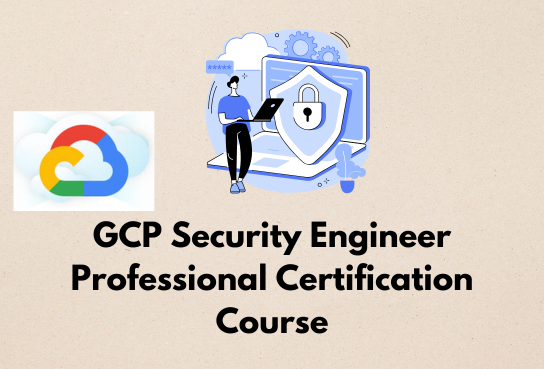 GCP Security Engineer
Professional Certification
Course